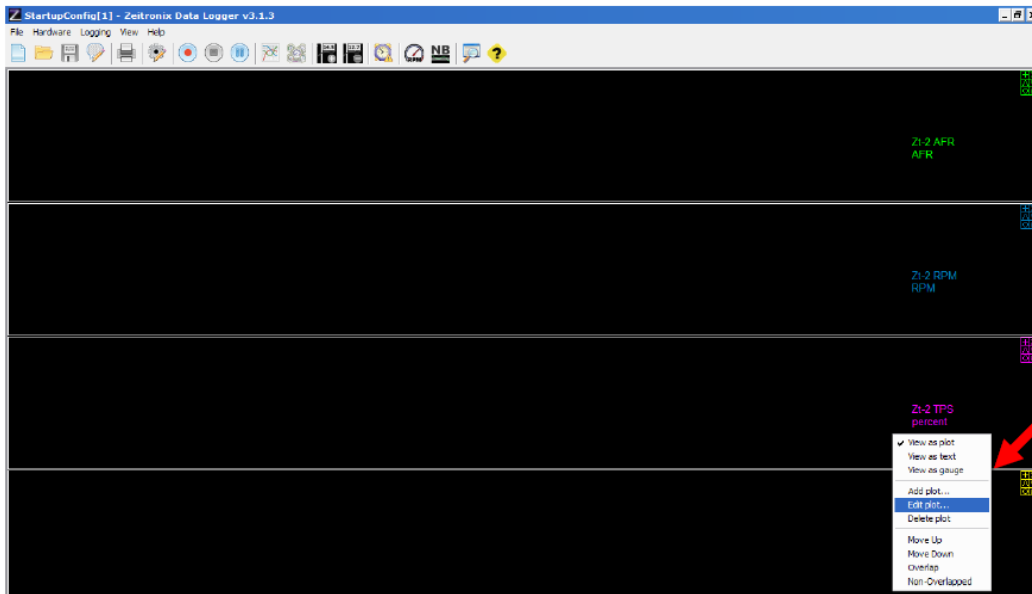 StartupConfig[1] - Zeitronix Data Logger v3.1.3
File Hardware Logging View Help
NB
RPM
Zt-2 AFR
AFR
Zt-2 RPM
RPM
Zt-2 TPS
percent
View as plot
View as text
View as gauge
Add plot...
Edit plot...
Delete plot
Move Up
Move Down
Overlap
Non-Overlapped